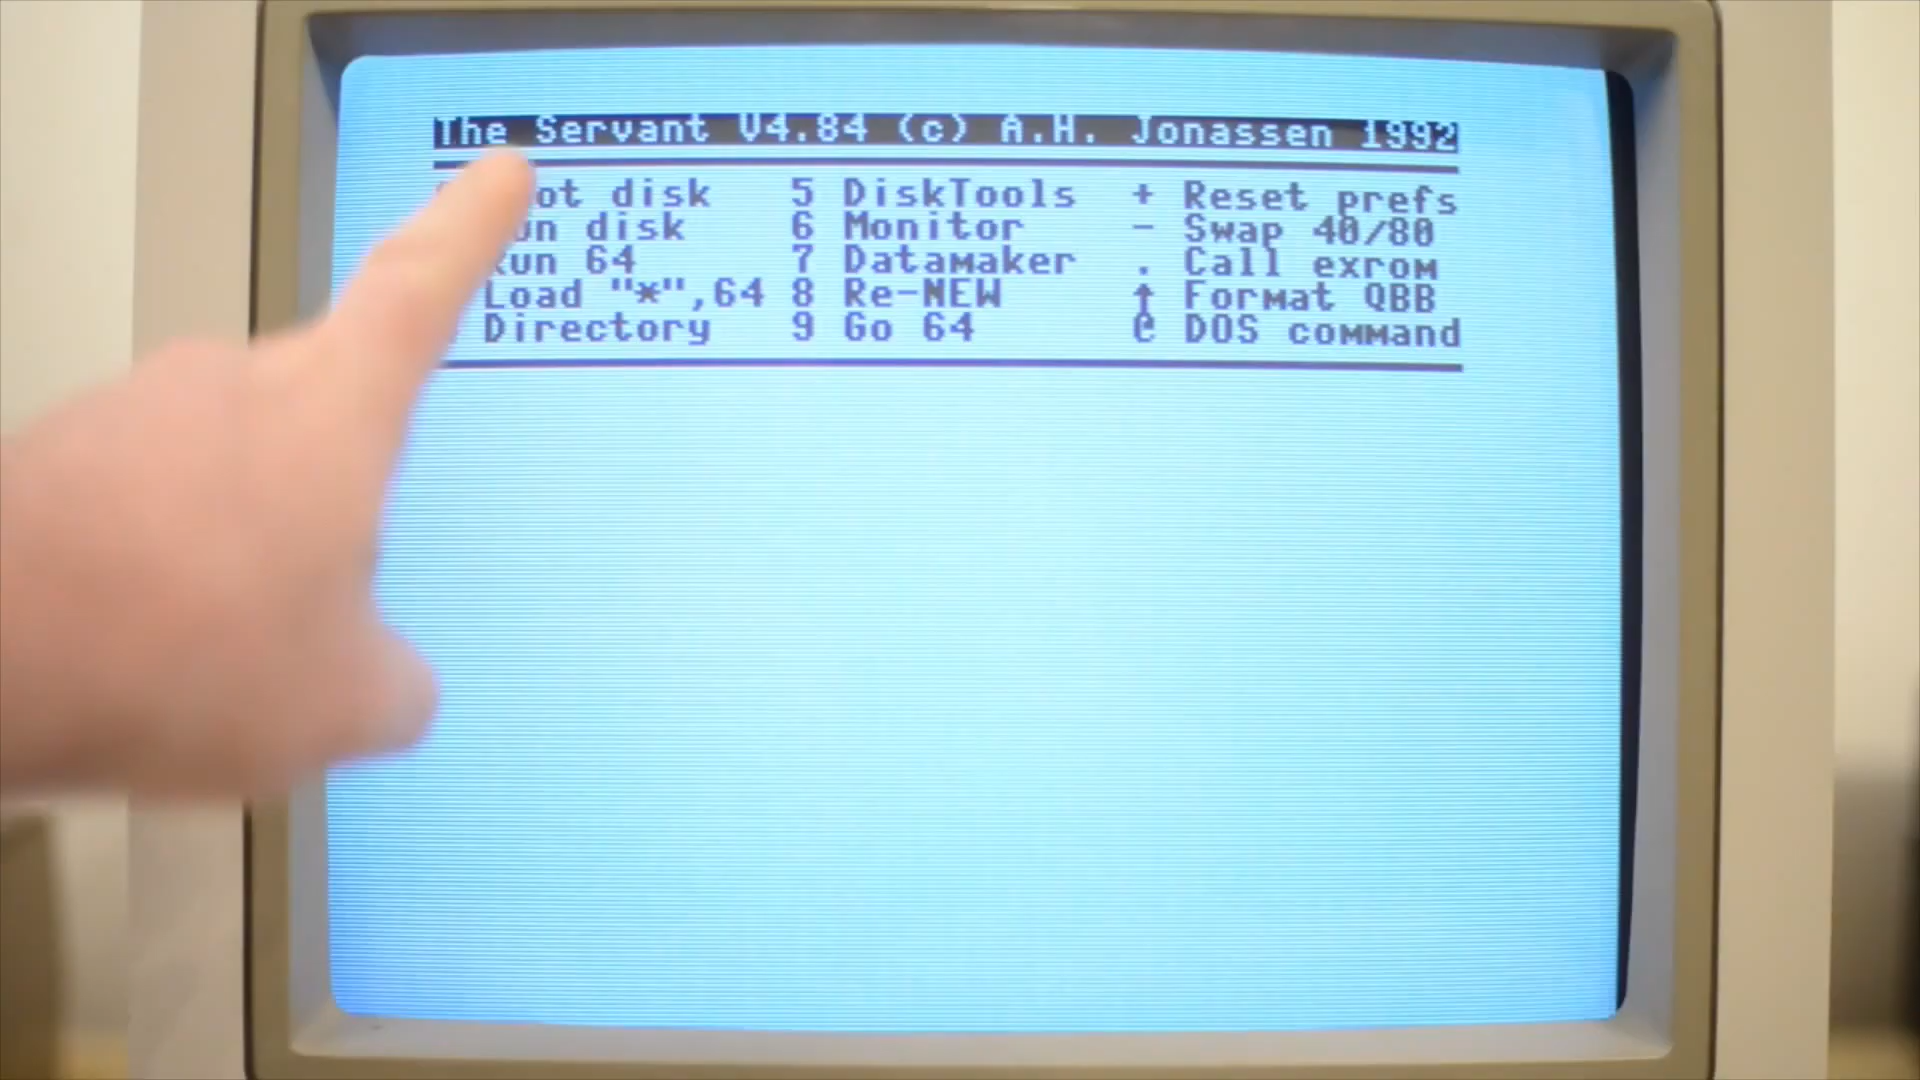 The Servant V4.84 (c) A.H. Jonassen 1992
disk 5 DiskTools + Reset prefs
disk 6 Monitor - Swap 40/80
Run 64 7 Datamaker . Call exrom
Load "*",64 8 Re-NEW ↑ Format QBB
Directory 9 Go 64 @ DOS command